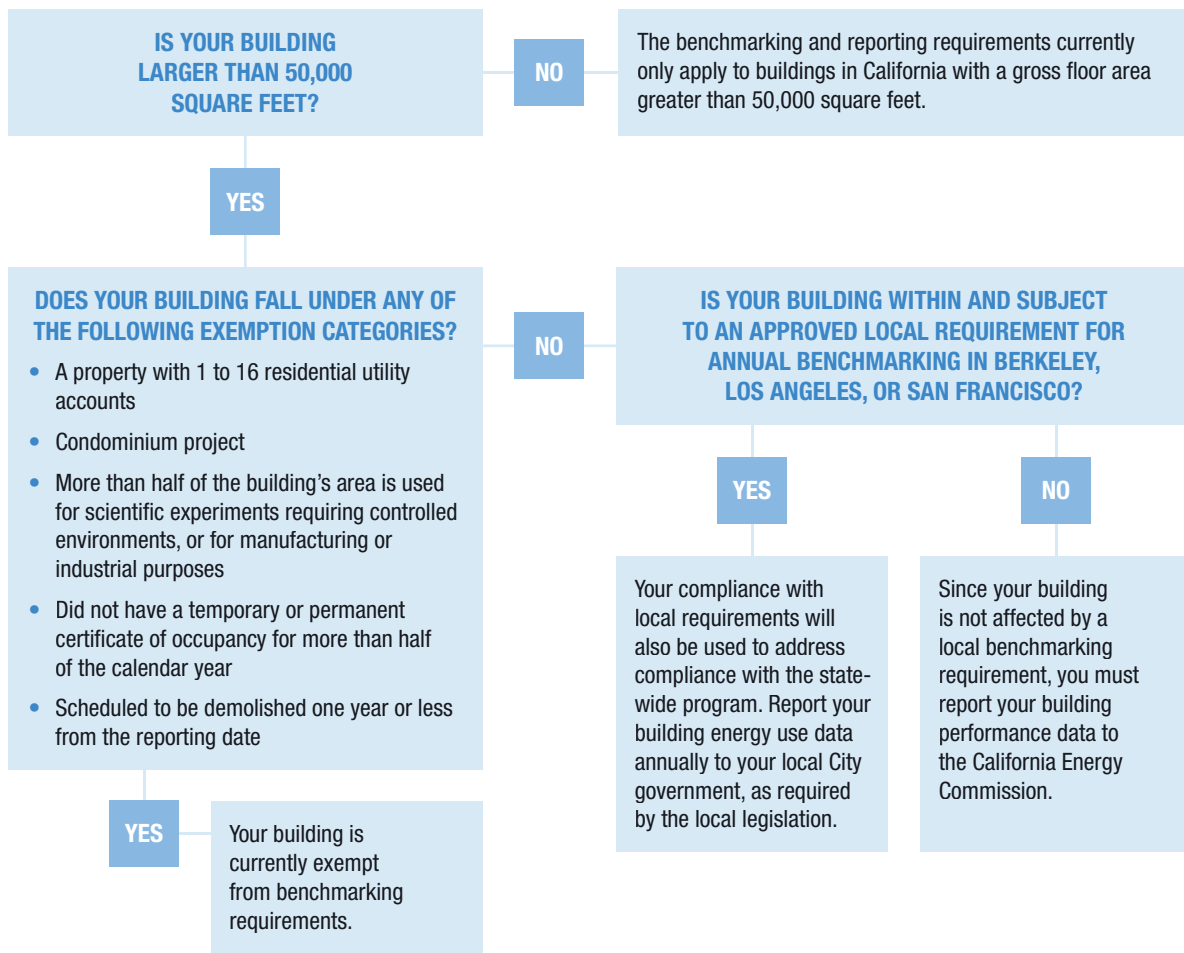 IS YOUR BUILDING
LARGER THAN 50,000
SQUARE FEET?
NO
The benchmarking and reporting requirements currently
only apply to buildings in California with a gross floor area
greater than 50,000 square feet.
YES
DOES YOUR BUILDING FALL UNDER ANY OF
THE FOLLOWING EXEMPTION CATEGORIES?
• A property with 1 to 16 residential utility
accounts
• Condominium project
• More than half of the building’s area is used
for scientific experiments requiring controlled
environments, or for manufacturing or
industrial purposes
• Did not have a temporary or permanent
certificate of occupancy for more than half
of the calendar year
• Scheduled to be demolished one year or less
from the reporting date
YES
Your building is
currently exempt
from benchmarking
requirements.
NO
IS YOUR BUILDING WITHIN AND SUBJECT
TO AN APPROVED LOCAL REQUIREMENT FOR
ANNUAL BENCHMARKING IN BERKELEY,
LOS ANGELES, OR SAN FRANCISCO?
YES
Your compliance with
local requirements will
also be used to address
compliance with the state-
wide program. Report your
building energy use data
annually to your local City
government, as required
by the local legislation.
NO
Since your building
is not affected by a
local benchmarking
requirement, you must
report your building
performance data to
the California Energy
Commission.